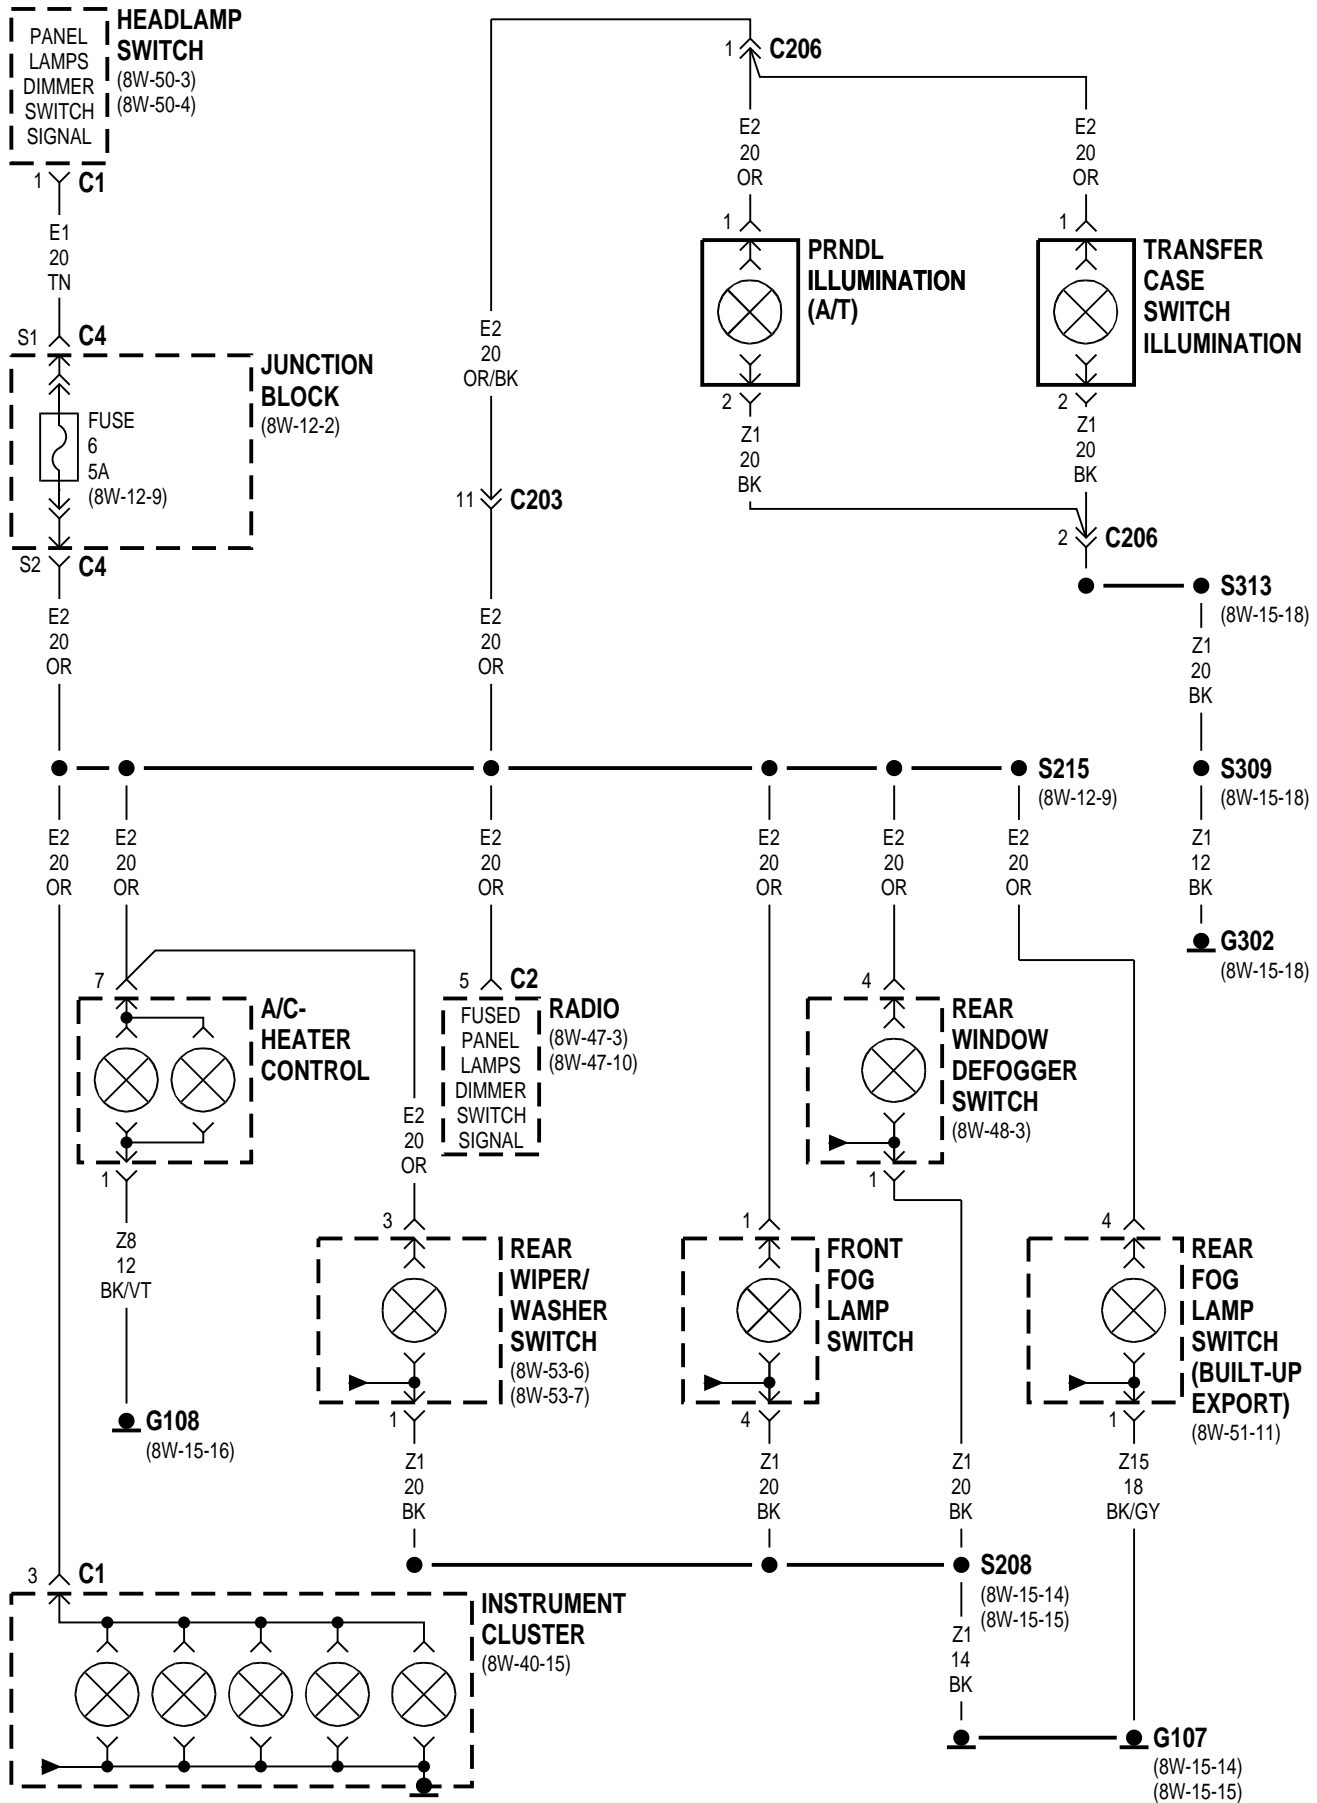 HEADLAMP
SWITCH
(8W-50-3)
(8W-50-4)
PANEL
LAMPS
DIMMER
SWITCH
SIGNAL
1
C1
E1
20
TN
S1
C4
JUNCTION
BLOCK
(8W-12-2)
FUSE
6
5A
(8W-12-9)
S2
C4
E2
20
OR
E2
20
OR/BK
11
C203
E2
20
OR
1
C206
E2
20
OR
E2
20
OR
1
PRNDL
ILLUMINATION
(A/T)
2
Z1
20
BK
1
TRANSFER
CASE
SWITCH
ILLUMINATION
2
Z1
20
BK
2
C206
S313
(8W-15-18)
Z1
20
BK
S309
(8W-15-18)
Z1
12
BK
G302
(8W-15-18)
S215
(8W-12-9)
E2
20
OR
E2
20
OR
E2
20
OR
E2
20
OR
E2
20
OR
E2
20
OR
7
A/C-
HEATER
CONTROL
1
Z8
12
BK/VT
G108
(8W-15-16)
5
C2
FUSED
PANEL
LAMPS
DIMMER
SWITCH
SIGNAL
RADIO
(8W-47-3)
(8W-47-10)
E2
20
OR
4
REAR
WINDOW
DEFOGGER
SWITCH
(8W-48-3)
1
3
REAR
WIPER/
WASHER
SWITCH
(8W-53-6)
(8W-53-7)
1
Z1
20
BK
1
FRONT
FOG
LAMP
SWITCH
4
Z1
20
BK
Z1
20
BK
4
REAR
FOG
LAMP
SWITCH
(BUILT-UP
EXPORT)
(8W-51-11)
1
Z15
18
BK/GY
S208
(8W-15-14)
(8W-15-15)
Z1
14
BK
G107
(8W-15-14)
(8W-15-15)
3
C1
INSTRUMENT
CLUSTER
(8W-40-15)